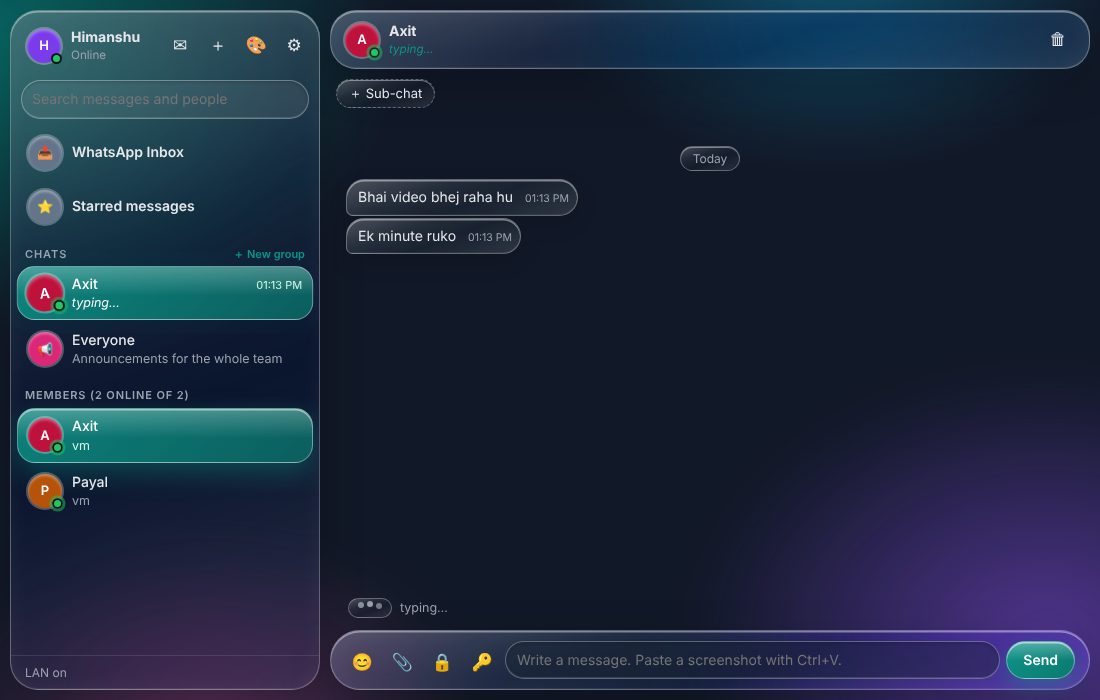 H
Himanshu
Online
Search messages and people
WhatsApp Inbox
Starred messages
CHATS
+ New group
A
Axit
01:13 PM
typing...
Everyone
Announcements for the whole team
MEMBERS (2 ONLINE OF 2)
A
Axit
vm
P
Payal
vm
LAN on
A
Axit
typing...
+ Sub-chat
Today
Bhai video bhej raha hu 01:13 PM
Ek minute ruko 01:13 PM
typing...
Write a message. Paste a screenshot with Ctrl+V.
Send